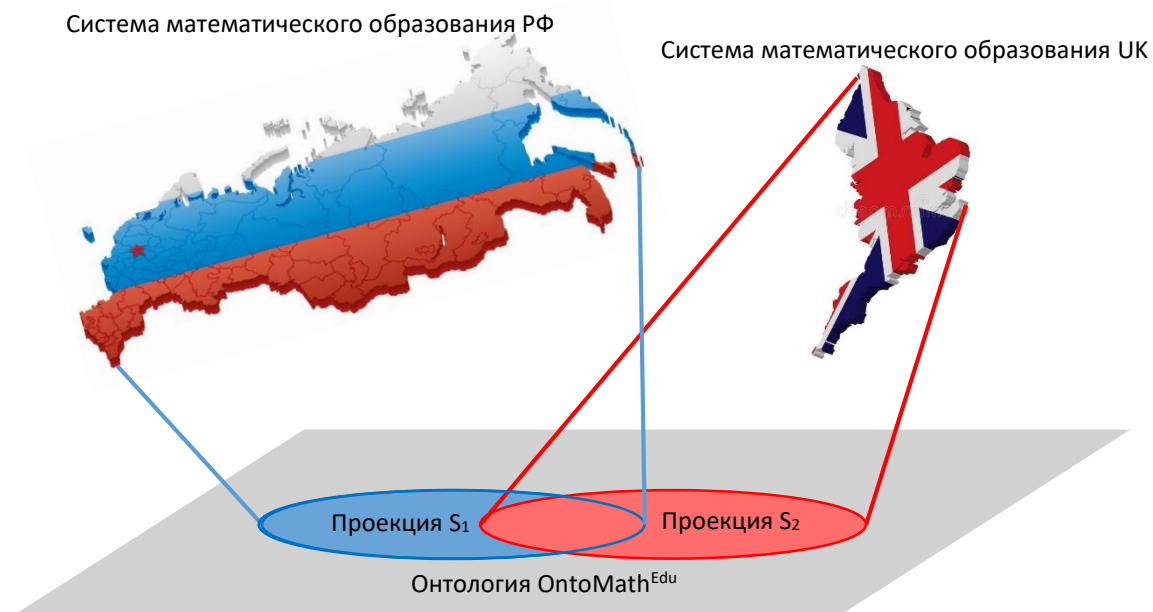 Система математического образования РФ
Система математического образования UK
Проекция S₁
Проекция S₂
Онтология OntoMathᴱᵈᵘ